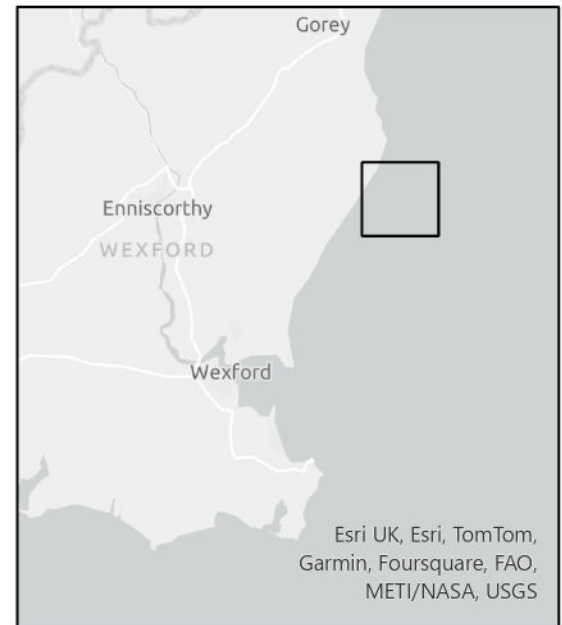 Gorey
Enniscorthy
WEXFORD
Wexford
Esri UK, Esri, TomTom,
Garmin, Foursquare, FAO,
METI/NASA, USGS